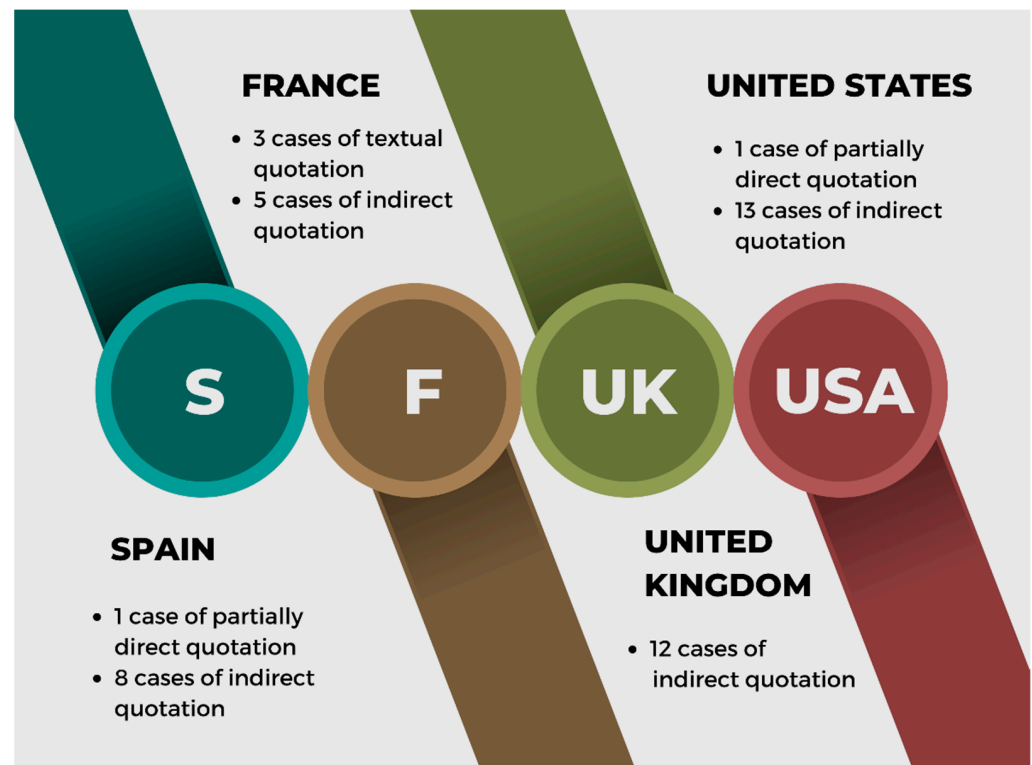 FRANCE
• 3 cases of textual
quotation
• 5 cases of indirect
quotation
UNITED STATES
• 1 case of partially
direct quotation
• 13 cases of indirect
quotation
S
F
UK
USA
SPAIN
• 1 case of partially
direct quotation
• 8 cases of indirect
quotation
UNITED
KINGDOM
• 12 cases of
indirect quotation